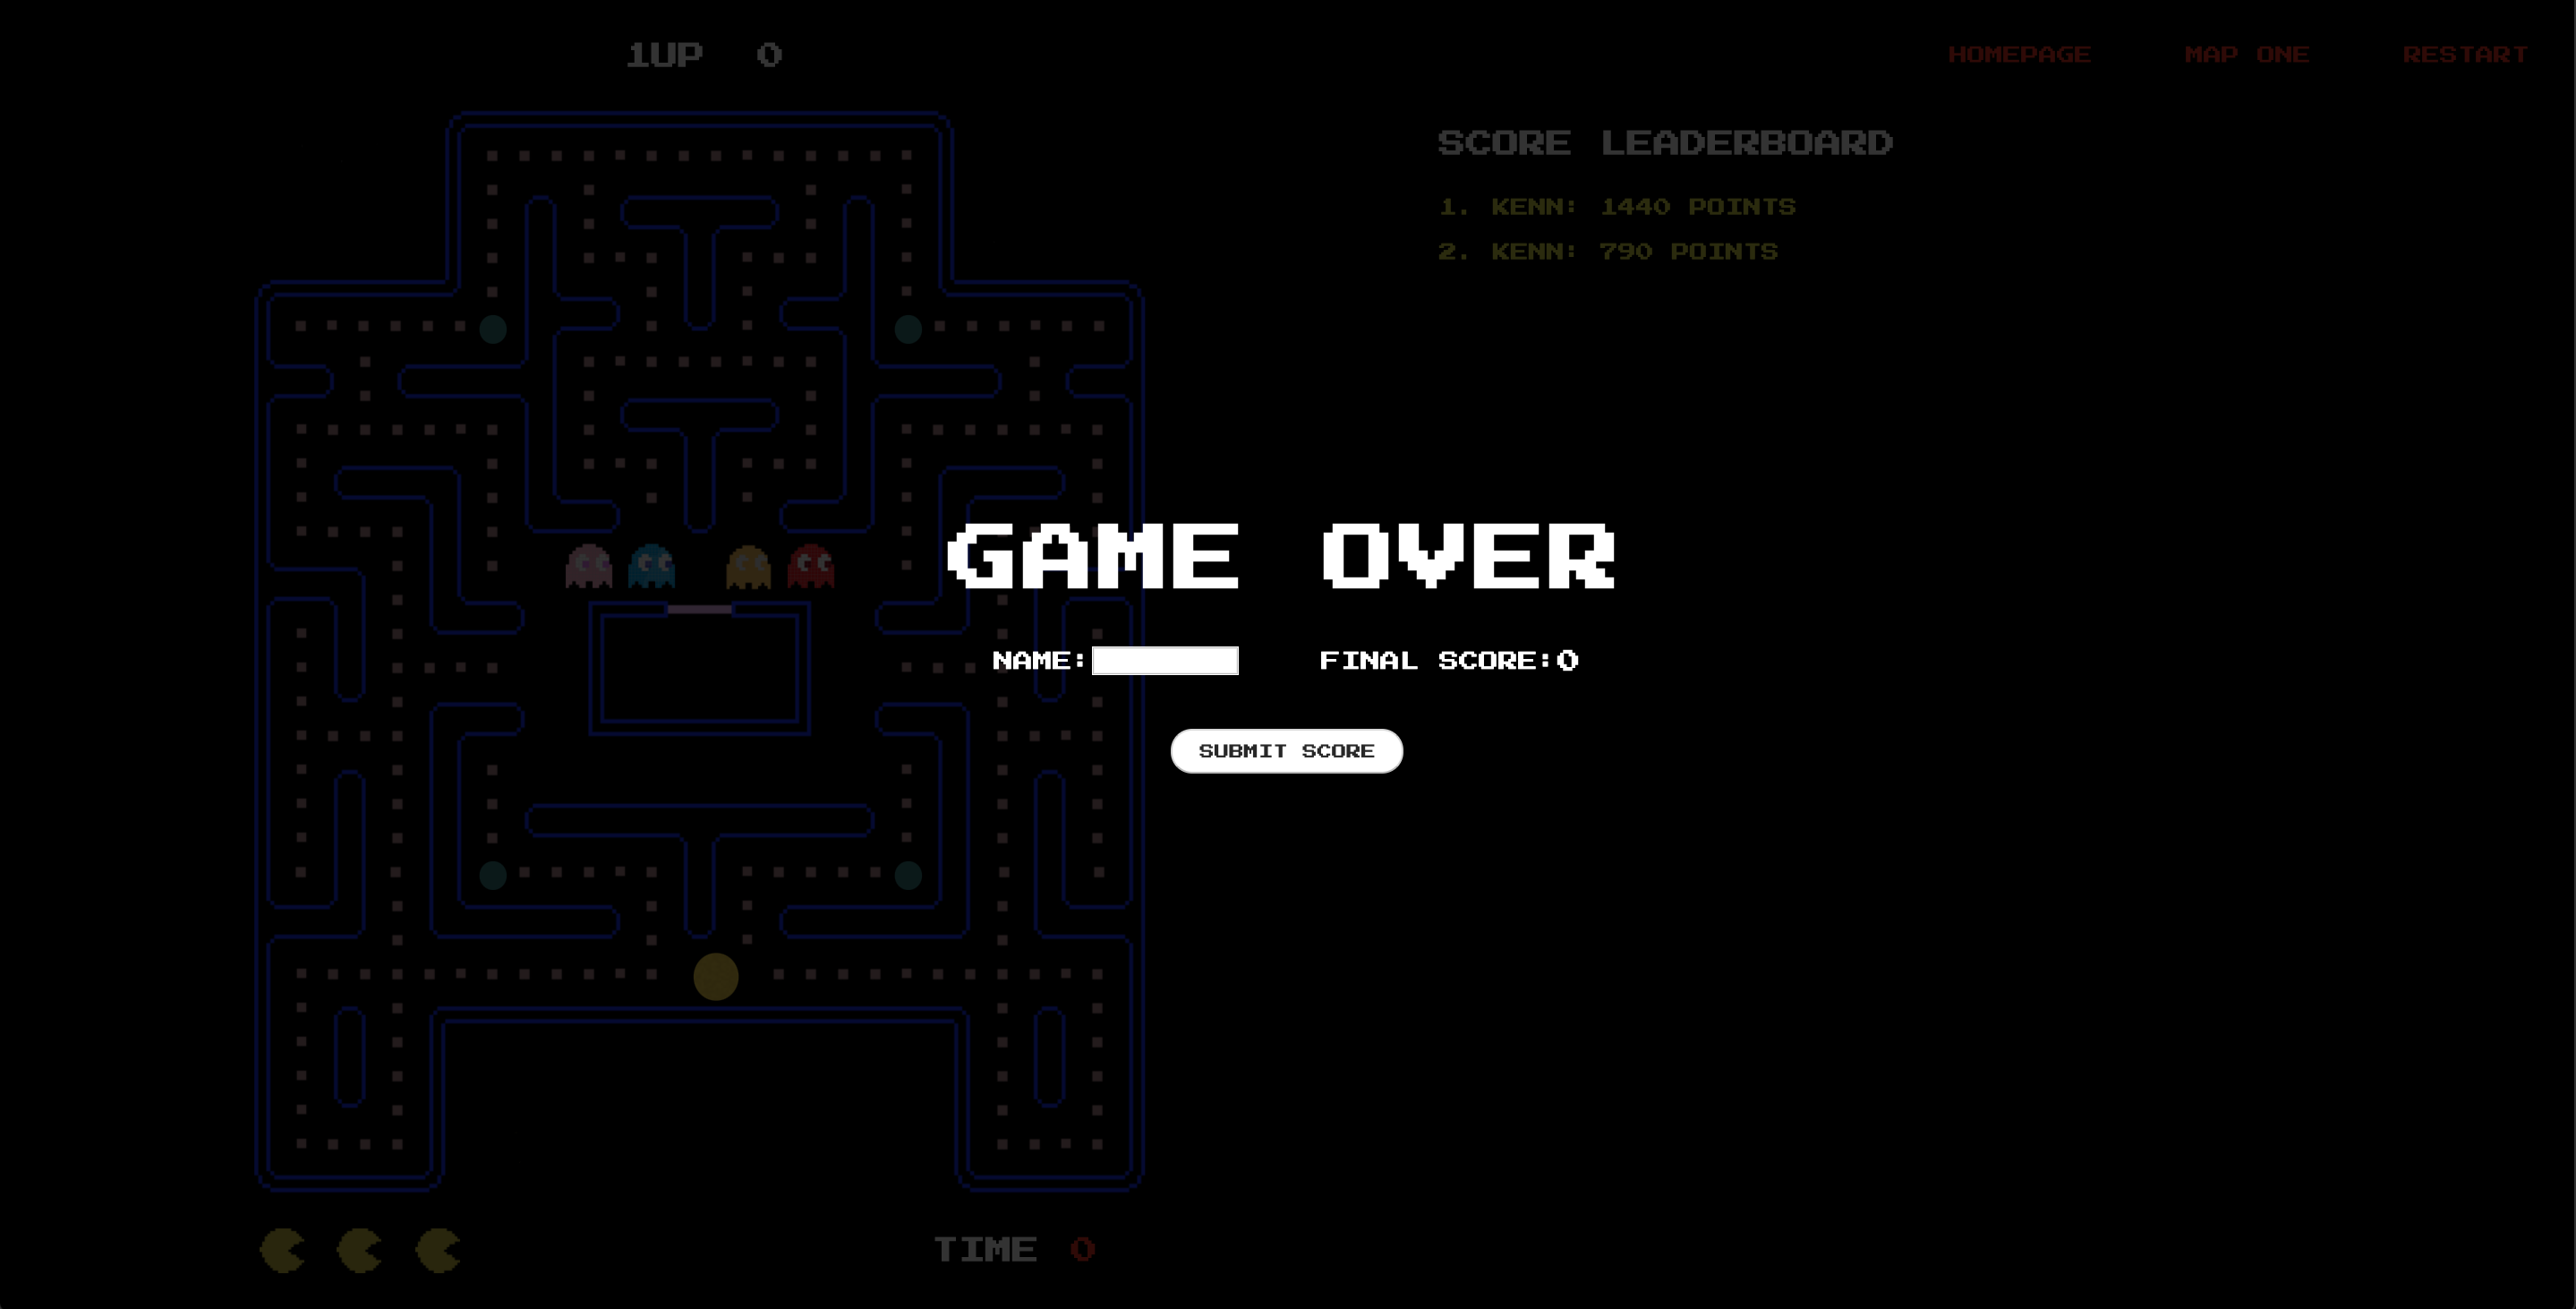 1UP 0
HOMEPAGE MAP ONE RESTART
SCORE LEADERBOARD
1. KENN: 1440 POINTS
2. KENN: 790 POINTS
GAME OVER
NAME: FINAL SCORE:0
SUBMIT SCORE
TIME 0